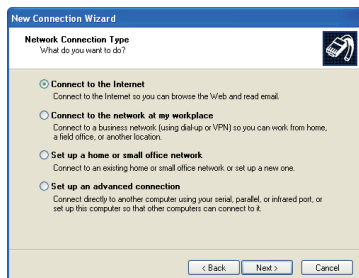 New Connection Wizard
Network Connection Type
What do you want to do?
Connect to the Internet
Connect to the Internet so you can browse the Web and read email.
Connect to the network at my workplace
Connect to a business network (using dial-up or VPN) so you can work from home,
a field office, or another location.
Set up a home or small office network
Connect to an existing home or small office network or set up a new one.
Set up an advanced connection
Connect directly to another computer using your serial, parallel, or infrared port, or
set up this computer so that other computers can connect to it.
< Back
Next >
Cancel